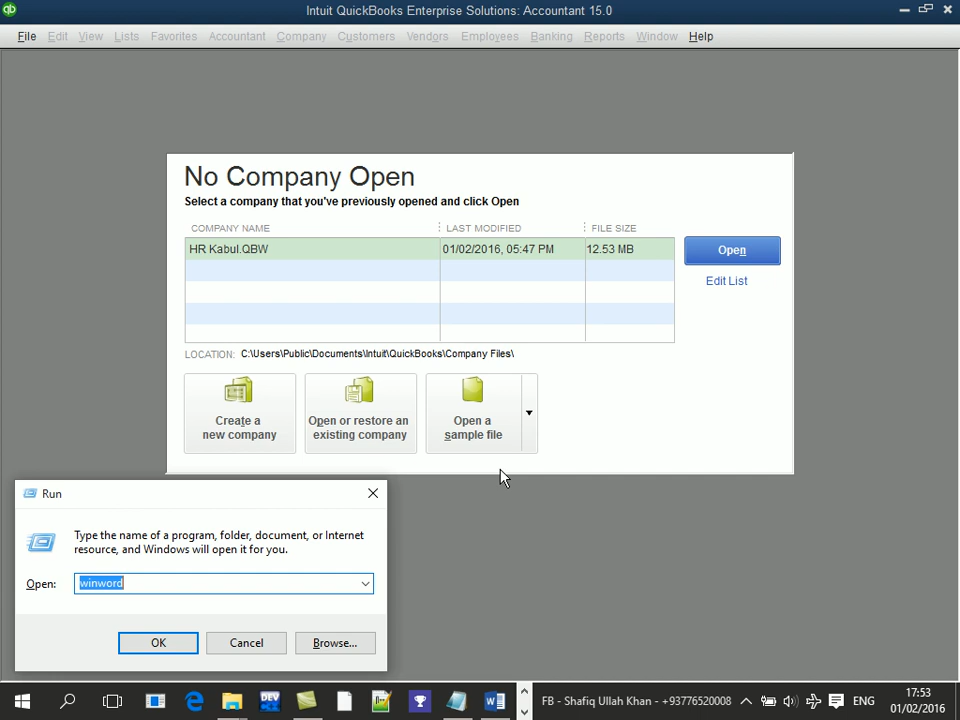 qb
Intuit QuickBooks Enterprise Solutions: Accountant 15.0
File Edit View Lists Favorites Accountant Company Customers Vendors Employees Banking Reports Window Help
No Company Open
Select a company that you've previously opened and click Open
COMPANY NAME LAST MODIFIED FILE SIZE
HR Kabul.QBW 01/02/2016, 05:47 PM 12.53 MB
Open
Edit List
LOCATION: C:\Users\Public\Documents\Intuit\QuickBooks\Company Files\
Create a
new company
Open or restore an
existing company
Open a
sample file
Run
Type the name of a program, folder, document, or Internet
resource, and Windows will open it for you.
Open: winword
OK Cancel Browse...
DEV
W
FB - Shafiq Ullah Khan - +93776520008
ENG
17:53
01/02/2016